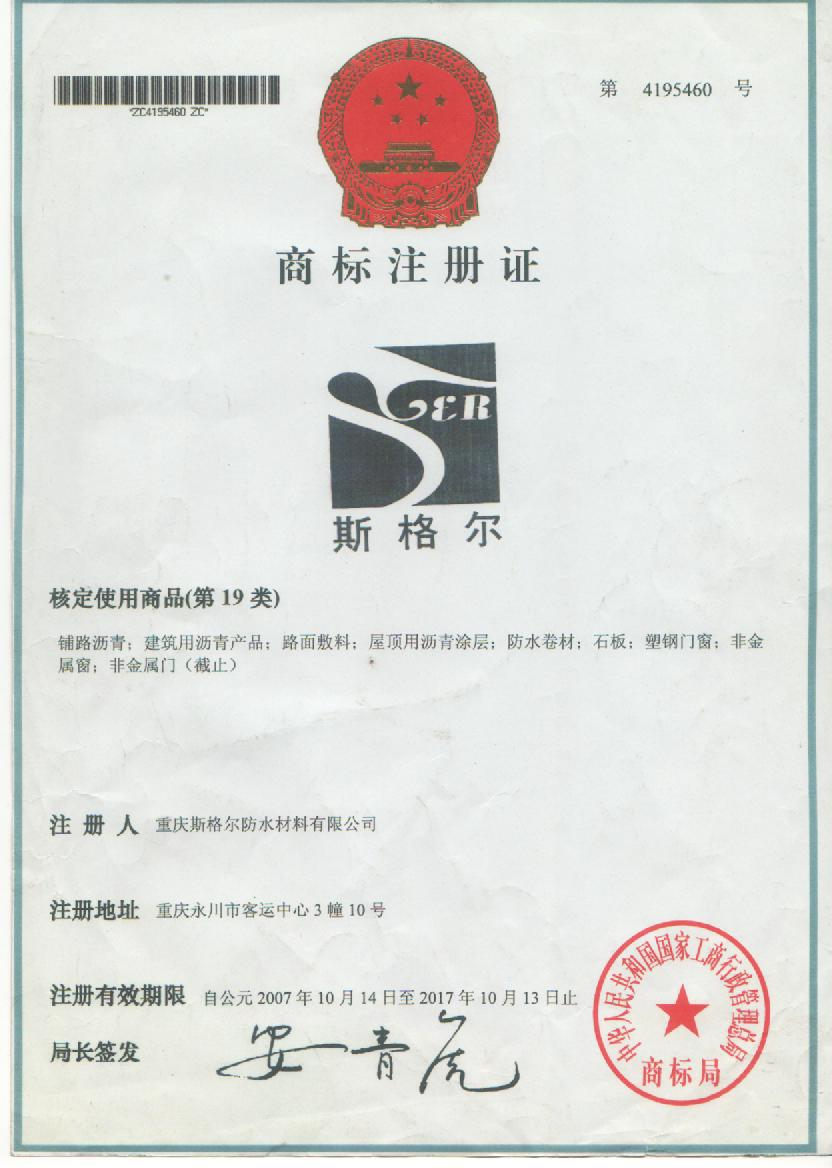 *ZC4195460 ZC*
第 4195460 号
商标注册证
ER
斯格尔
核定使用商品(第 19 类)
铺路沥青；建筑用沥青产品；路面敷料；屋顶用沥青涂层；防水卷材；石板；塑钢门窗；非金
属窗；非金属门（截止）
注 册 人 重庆斯格尔防水材料有限公司
注册地址 重庆永川市客运中心 3 幢 10 号
注册有效期限 自公元 2007 年 10 月 14 日至 2017 年 10 月 13 日止
局长签发 安青虎
中华人民共和国国家工商行政管理总局
商标局